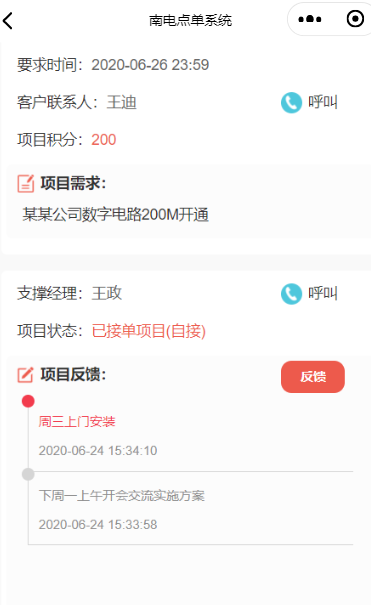 南电点单系统
要求时间：2020-06-26 23:59
客户联系人：王迪 呼叫
项目积分：200
项目需求：
某某公司数字电路200M开通
支撑经理：王政 呼叫
项目状态：已接单项目(自接)
项目反馈： 反馈
周三上门安装
2020-06-24 15:34:10
下周一上午开会交流实施方案
2020-06-24 15:33:58